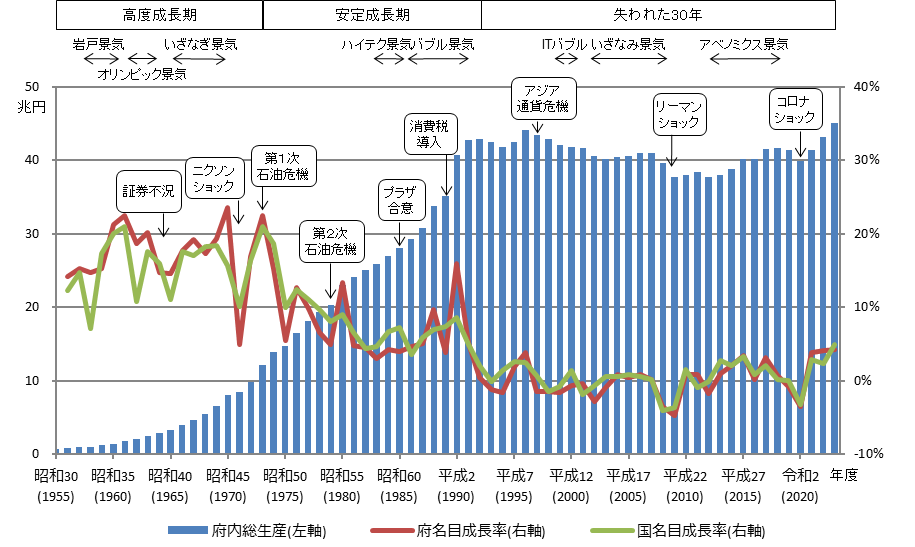 高度成長期
安定成長期
失われた30年
岩戸景気
いざなぎ景気
ハイテク景気
バブル景気
ITバブル
いざなみ景気
アベノミクス景気
オリンピック景気
50
40%
兆円
アジア
通貨危機
リーマン
ショック
コロナ
ショック
消費税
導入
40
30%
第1次
石油危機
ニクソン
ショック
証券不況
プラザ
合意
30
20%
第2次
石油危機
20
10%
10
0%
0
-10%
昭和30
昭和35
昭和40
昭和45
昭和50
昭和55
昭和60
平成2
平成7
平成12
平成17
平成22
平成27
令和2
年度
(1955)
(1960)
(1965)
(1970)
(1975)
(1980)
(1985)
(1990)
(1995)
(2000)
(2005)
(2010)
(2015)
(2020)
府内総生産(左軸)
府名目成長率(右軸)
国名目成長率(右軸)